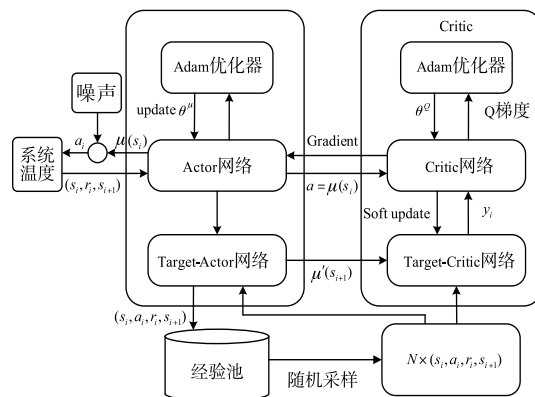 Critic
Adam优化器
Adam优化器
噪声
update θ^μ
θ^Q
Q梯度
a_i
μ(s_i)
Gradient
系统
温度
Actor网络
Critic网络
(s_i, r_i, s_{i+1})
a = μ(s_i)
Soft update
y_i
Target-Actor网络
Target-Critic网络
μ′(s_{i+1})
(s_i, a_i, r_i, s_{i+1})
经验池
随机采样
N×(s_i, a_i, r_i, s_{i+1})